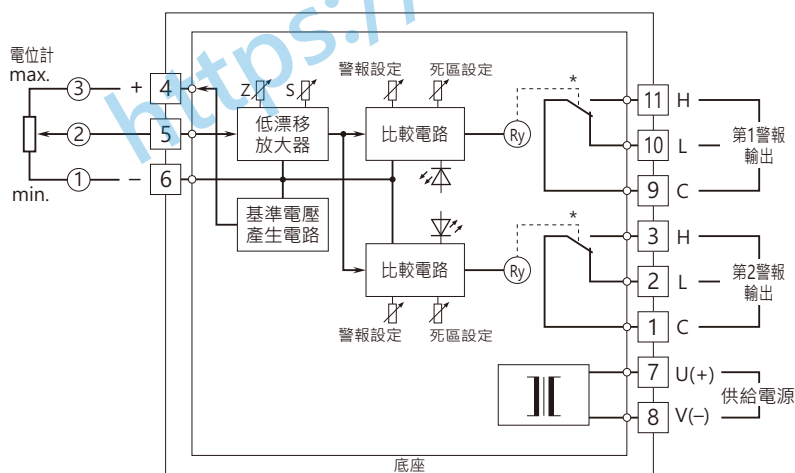 https:/
電位計
max.
③ + 4
② 5
① − 6
min.
Z S
低漂移
放大器
基準電壓
產生電路
警報設定 死區設定
比較電路
Ry
*
11 H
10 L
9 C
第1警報
輸出
比較電路
警報設定 死區設定
Ry
*
3 H
2 L
1 C
第2警報
輸出
7 U(+)
8 V(–)
供給電源
底座